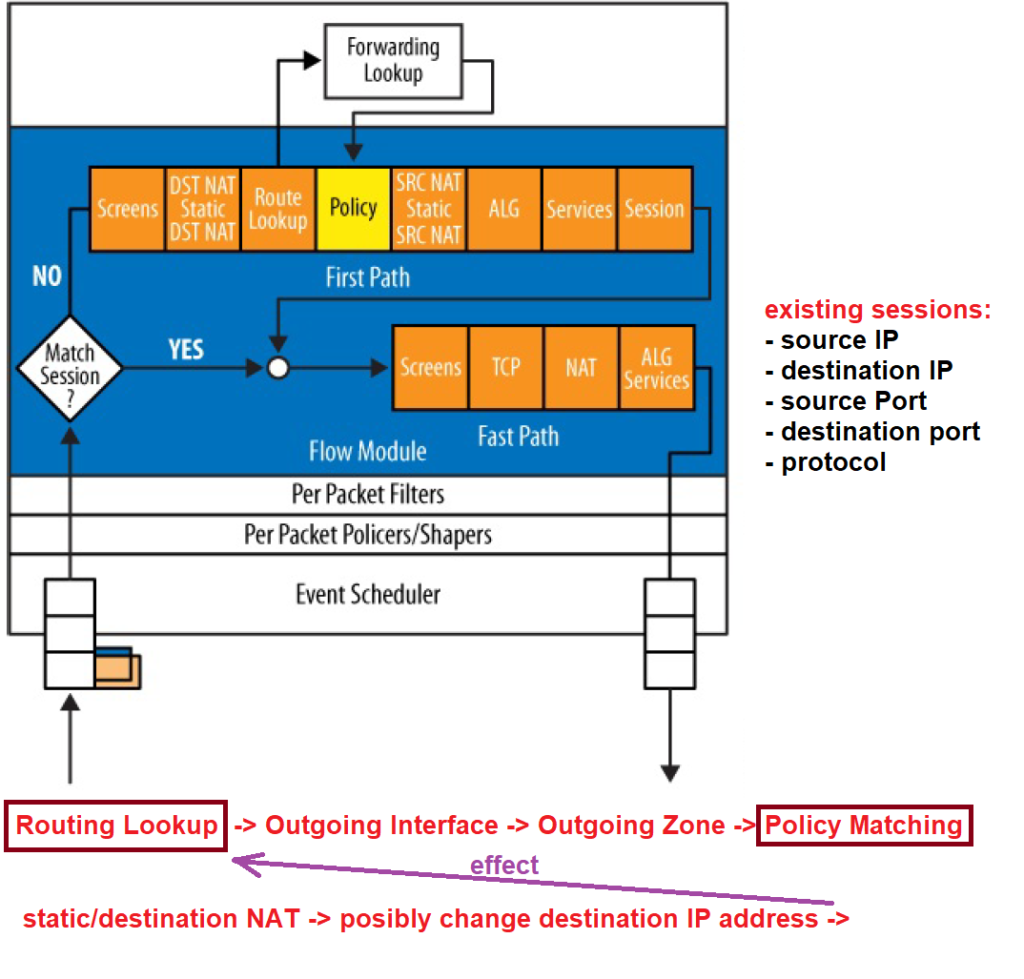 Forwarding
Lookup
Screens
DST NAT
Static
DST NAT
Route
Lookup
Policy
SRC NAT
Static
SRC NAT
ALG
Services
Session
First Path
NO
Match
Session
?
YES
Screens
TCP
NAT
ALG
Services
Fast Path
Flow Module
Per Packet Filters
Per Packet Policers/Shapers
Event Scheduler
existing sessions:
- source IP
- destination IP
- source Port
- destination port
- protocol
Routing Lookup -> Outgoing Interface -> Outgoing Zone -> Policy Matching
effect
static/destination NAT -> posibly change destination IP address ->